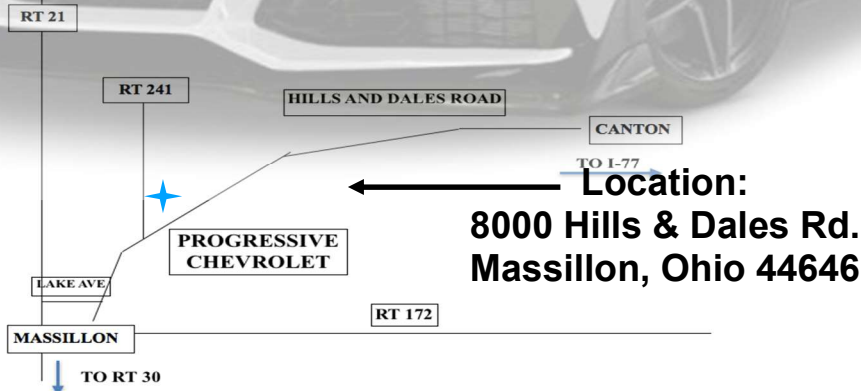 RT 21
RT 241
HILLS AND DALES ROAD
CANTON
TO I-77
Location:
8000 Hills & Dales Rd.
Massillon, Ohio 44646
PROGRESSIVE
CHEVROLET
LAKE AVE
RT 172
MASSILLON
TO RT 30